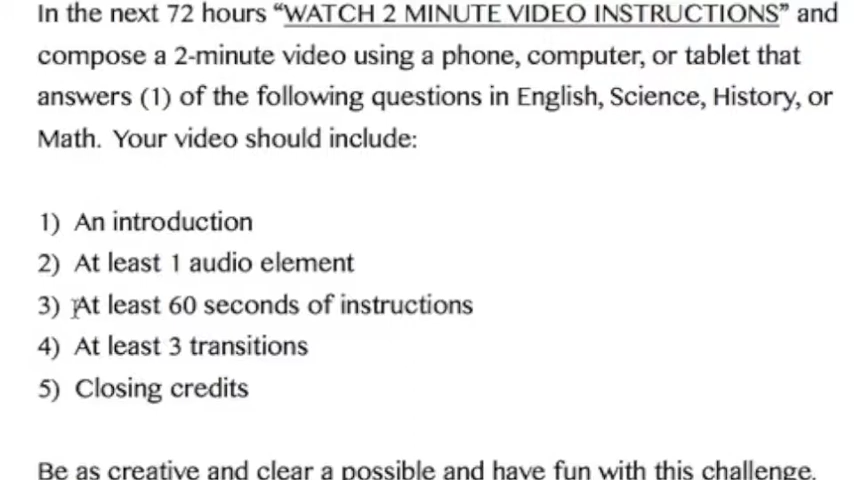 In the next 72 hours “WATCH 2 MINUTE VIDEO INSTRUCTIONS” and
compose a 2-minute video using a phone, computer, or tablet that
answers (1) of the following questions in English, Science, History, or
Math. Your video should include:
1) An introduction
2) At least 1 audio element
3) At least 60 seconds of instructions
4) At least 3 transitions
5) Closing credits
Be as creative and clear a possible and have fun with this challenge.